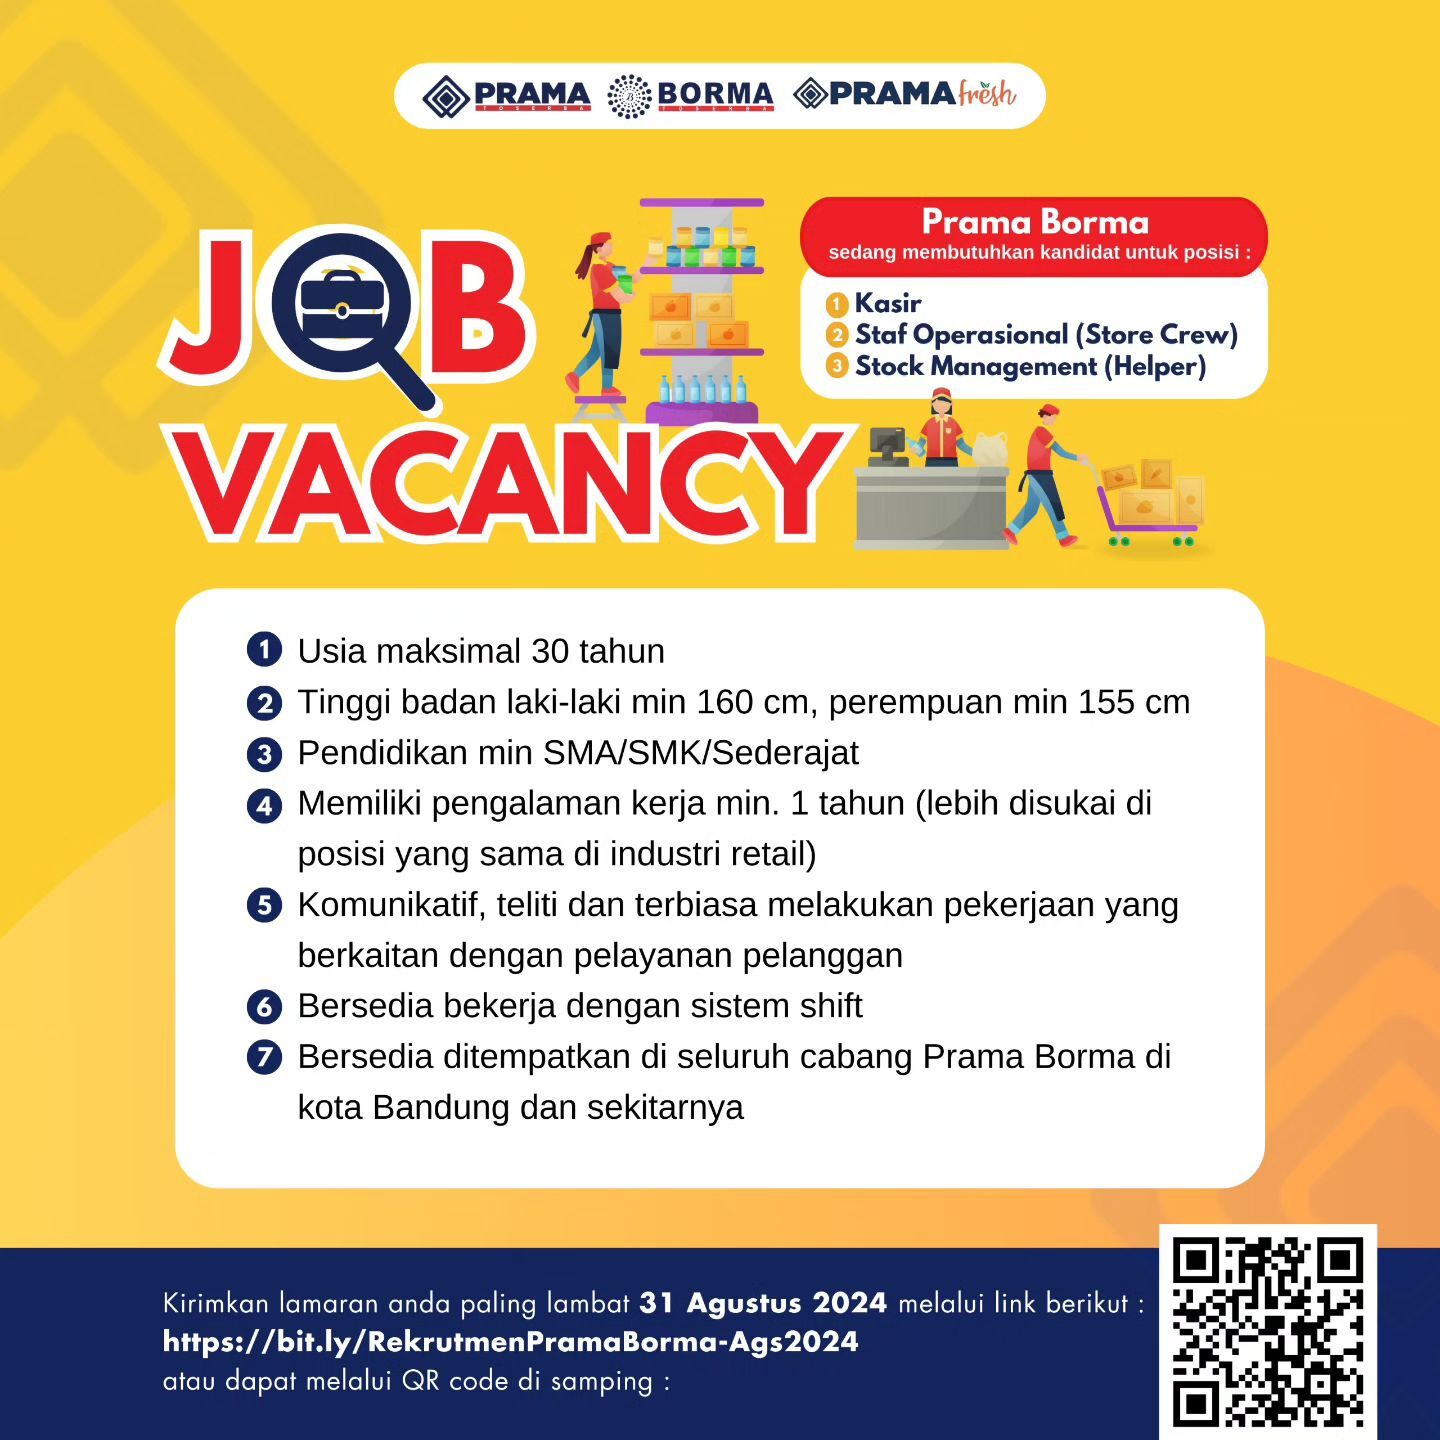 PRAMA
TOSERBA
BORMA
TOSERBA
PRAMA fresh
JOB
VACANCY
Prama Borma
sedang membutuhkan kandidat untuk posisi :
1 Kasir
2 Staf Operasional (Store Crew)
3 Stock Management (Helper)
1 Usia maksimal 30 tahun
2 Tinggi badan laki-laki min 160 cm, perempuan min 155 cm
3 Pendidikan min SMA/SMK/Sederajat
4 Memiliki pengalaman kerja min. 1 tahun (lebih disukai di
posisi yang sama di industri retail)
5 Komunikatif, teliti dan terbiasa melakukan pekerjaan yang
berkaitan dengan pelayanan pelanggan
6 Bersedia bekerja dengan sistem shift
7 Bersedia ditempatkan di seluruh cabang Prama Borma di
kota Bandung dan sekitarnya
Kirimkan lamaran anda paling lambat 31 Agustus 2024 melalui link berikut :
https://bit.ly/RekrutmenPramaBorma-Ags2024
atau dapat melalui QR code di samping :